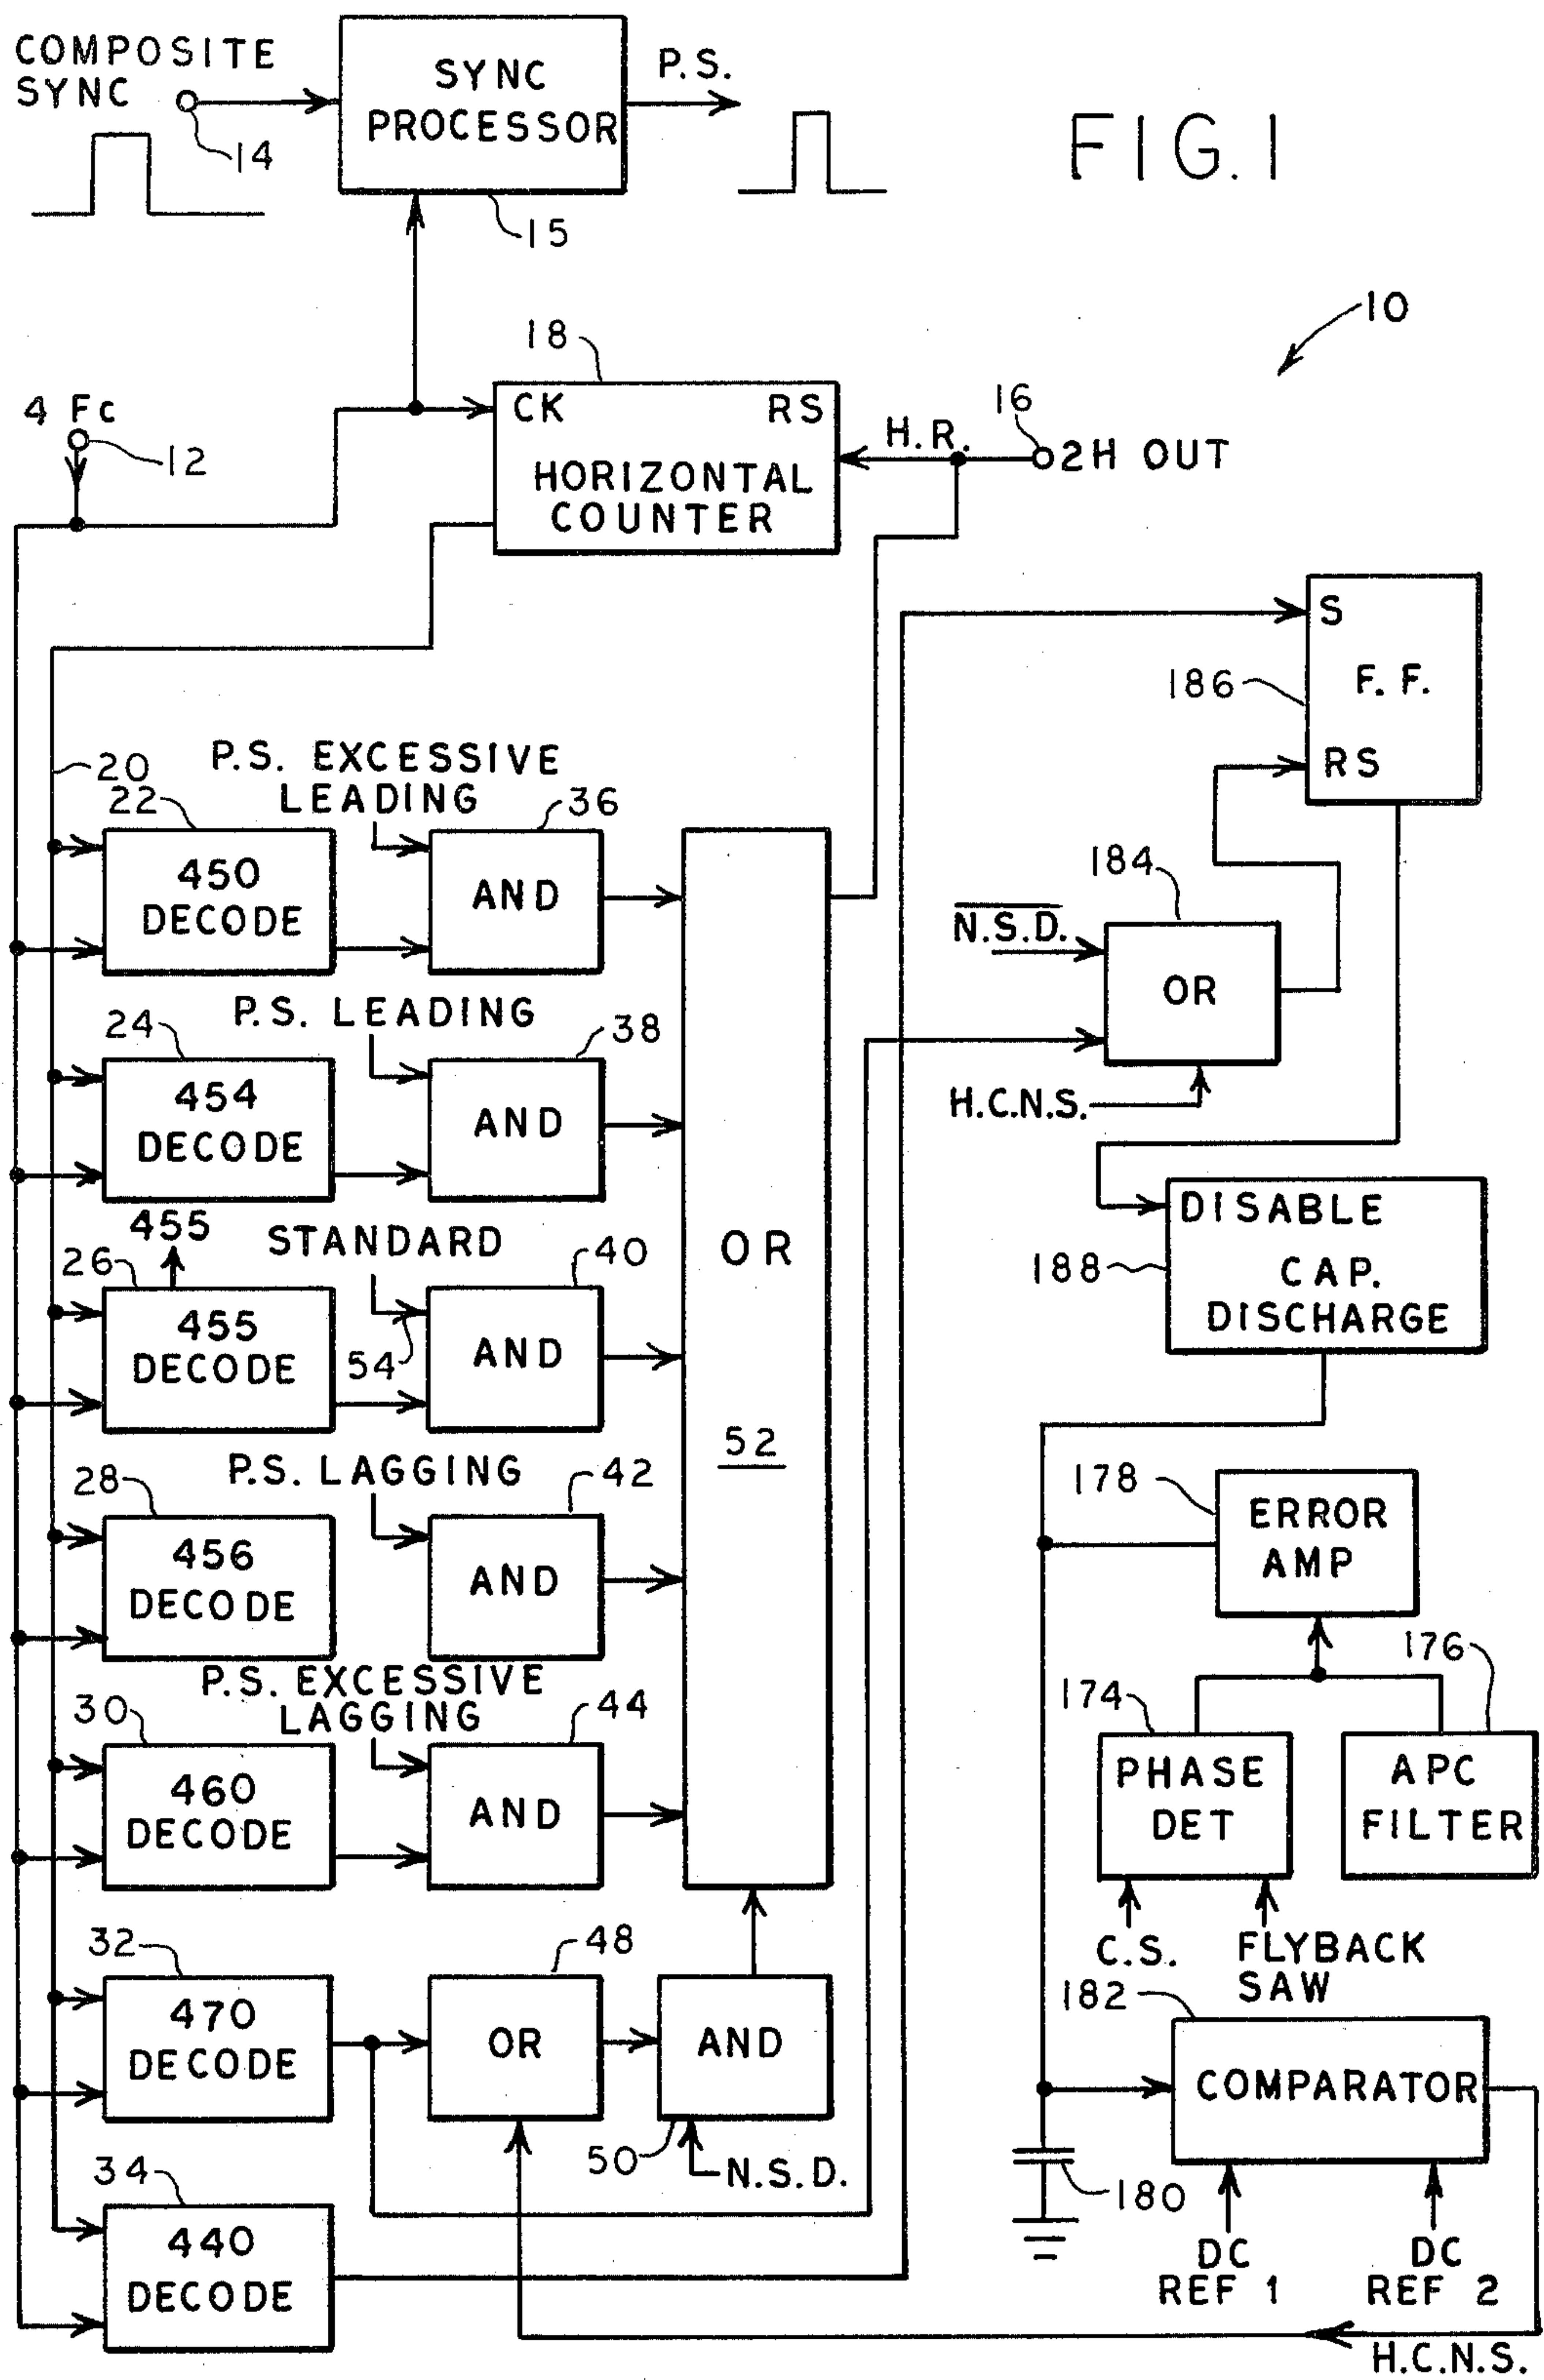 COMPOSITE
SYNC
14
SYNC
PROCESSOR
P.S.
15
FIG. 1
10
4 Fc
12
18
CK
RS
HORIZONTAL
COUNTER
H.R.
16
2H OUT
S
F.F.
RS
186
20
P.S. EXCESSIVE
LEADING
22
450
DECODE
36
AND
184
N.S.D.
OR
H.C.N.S.
P.S. LEADING
24
454
DECODE
38
AND
455
STANDARD
26
455
DECODE
54
40
AND
OR
52
DISABLE
CAP.
DISCHARGE
188
P.S. LAGGING
28
456
DECODE
42
AND
178
ERROR
AMP
P.S. EXCESSIVE
LAGGING
30
460
DECODE
44
AND
174
PHASE
DET
176
APC
FILTER
C.S.
FLYBACK
SAW
32
470
DECODE
48
OR
AND
50
N.S.D.
182
COMPARATOR
180
DC
REF 1
DC
REF 2
34
440
DECODE
H.C.N.S.